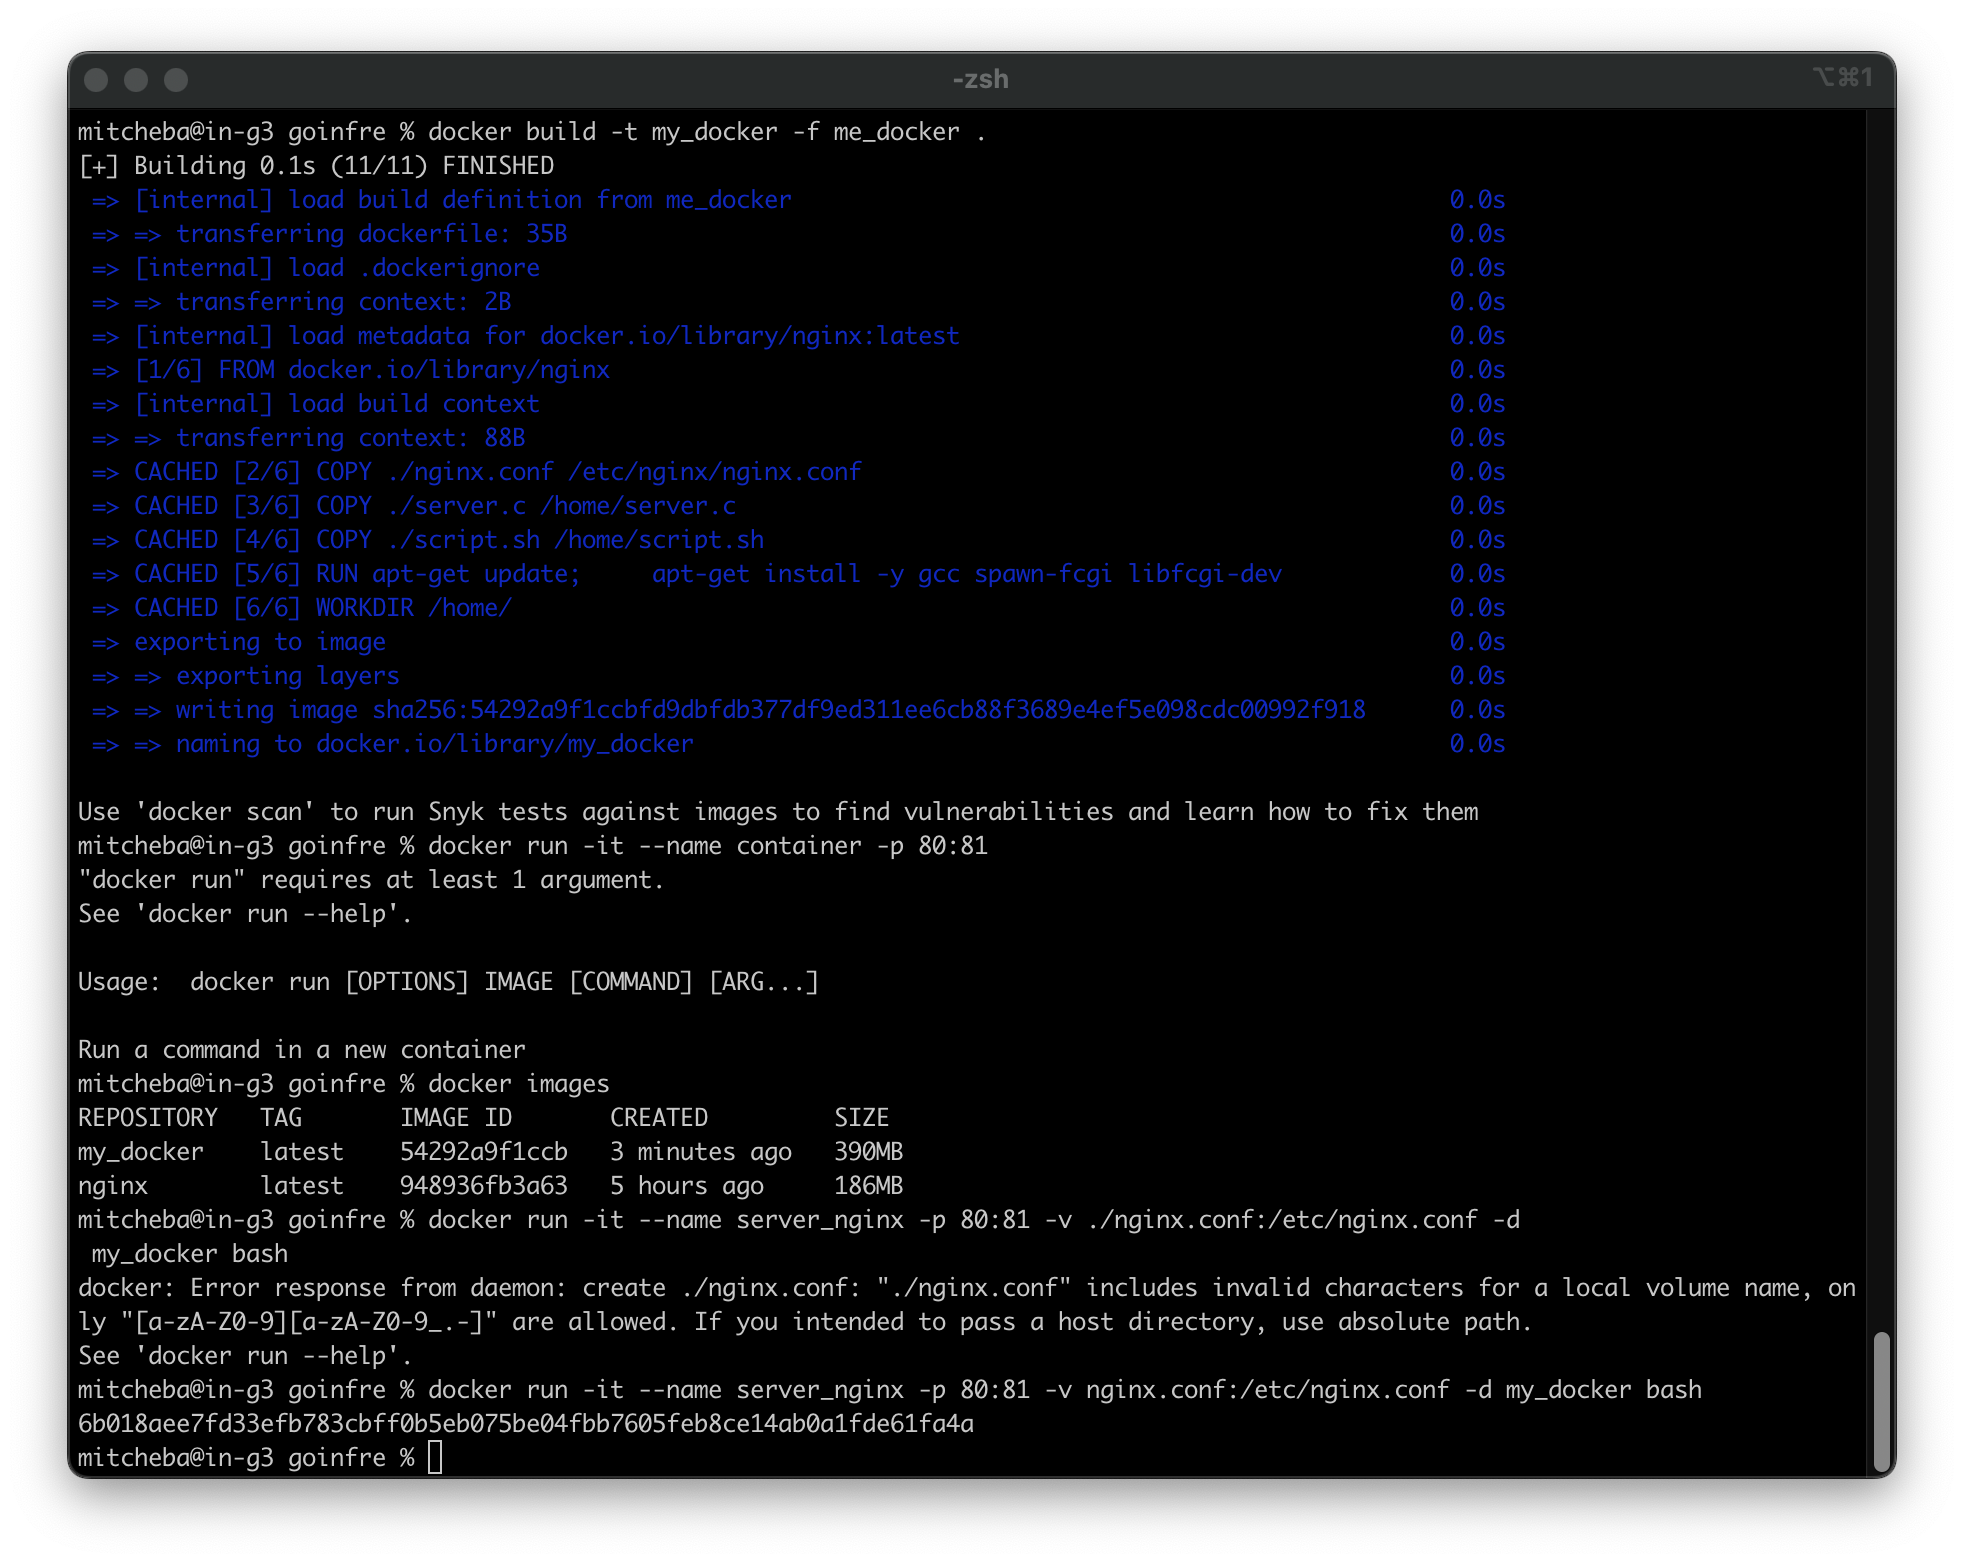 -zsh
⌥⌘1
mitcheba@in-g3 goinfre % docker build -t my_docker -f me_docker .
[+] Building 0.1s (11/11) FINISHED
 => [internal] load build definition from me_docker                                               0.0s
 => => transferring dockerfile: 35B                                                               0.0s
 => [internal] load .dockerignore                                                                 0.0s
 => => transferring context: 2B                                                                   0.0s
 => [internal] load metadata for docker.io/library/nginx:latest                                   0.0s
 => [1/6] FROM docker.io/library/nginx                                                            0.0s
 => [internal] load build context                                                                 0.0s
 => => transferring context: 88B                                                                  0.0s
 => CACHED [2/6] COPY ./nginx.conf /etc/nginx/nginx.conf                                          0.0s
 => CACHED [3/6] COPY ./server.c /home/server.c                                                   0.0s
 => CACHED [4/6] COPY ./script.sh /home/script.sh                                                 0.0s
 => CACHED [5/6] RUN apt-get update;     apt-get install -y gcc spawn-fcgi libfcgi-dev            0.0s
 => CACHED [6/6] WORKDIR /home/                                                                   0.0s
 => exporting to image                                                                            0.0s
 => => exporting layers                                                                           0.0s
 => => writing image sha256:54292a9f1ccbfd9dbfdb377df9ed311ee6cb88f3689e4ef5e098cdc00992f918      0.0s
 => => naming to docker.io/library/my_docker                                                      0.0s
Use 'docker scan' to run Snyk tests against images to find vulnerabilities and learn how to fix them
mitcheba@in-g3 goinfre % docker run -it --name container -p 80:81
"docker run" requires at least 1 argument.
See 'docker run --help'.
Usage:  docker run [OPTIONS] IMAGE [COMMAND] [ARG...]
Run a command in a new container
mitcheba@in-g3 goinfre % docker images
REPOSITORY   TAG       IMAGE ID       CREATED         SIZE
my_docker    latest    54292a9f1ccb   3 minutes ago   390MB
nginx        latest    948936fb3a63   5 hours ago     186MB
mitcheba@in-g3 goinfre % docker run -it --name server_nginx -p 80:81 -v ./nginx.conf:/etc/nginx.conf -d
 my_docker bash
docker: Error response from daemon: create ./nginx.conf: "./nginx.conf" includes invalid characters for a local volume name, on
ly "[a-zA-Z0-9][a-zA-Z0-9_.-]" are allowed. If you intended to pass a host directory, use absolute path.
See 'docker run --help'.
mitcheba@in-g3 goinfre % docker run -it --name server_nginx -p 80:81 -v nginx.conf:/etc/nginx.conf -d my_docker bash
6b018aee7fd33efb783cbff0b5eb075be04fbb7605feb8ce14ab0a1fde61fa4a
mitcheba@in-g3 goinfre %